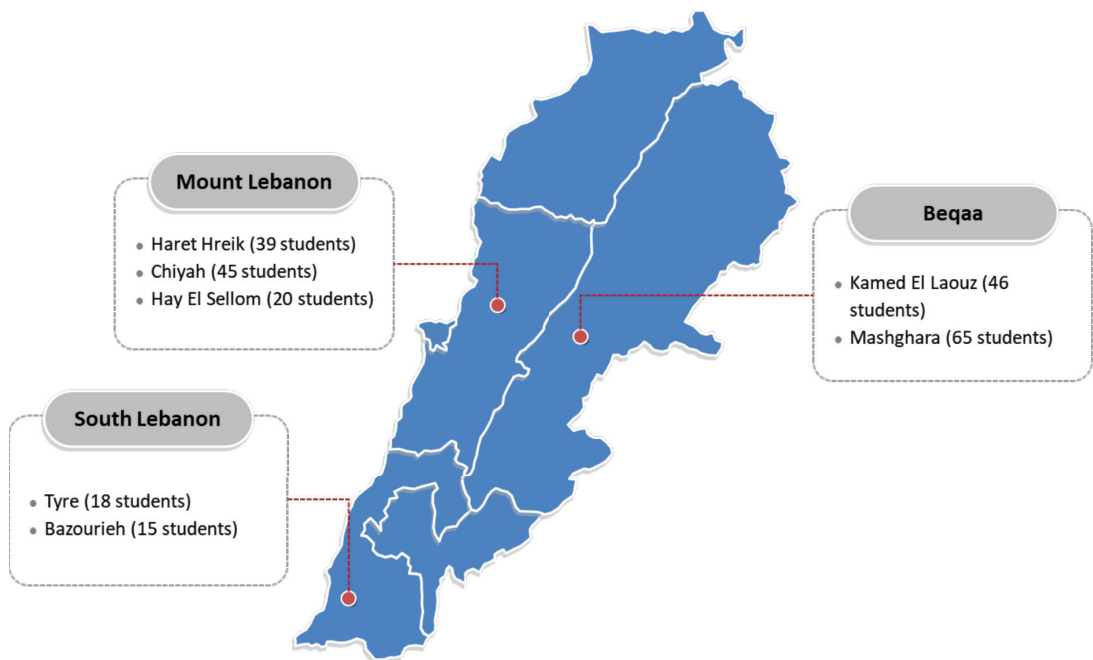 Mount Lebanon
• Haret Hreik (39 students)
• Chiyah (45 students)
• Hay El Sellom (20 students)
Beqaa
• Kamed El Laouz (46
students)
• Mashghara (65 students)
South Lebanon
• Tyre (18 students)
• Bazourieh (15 students)